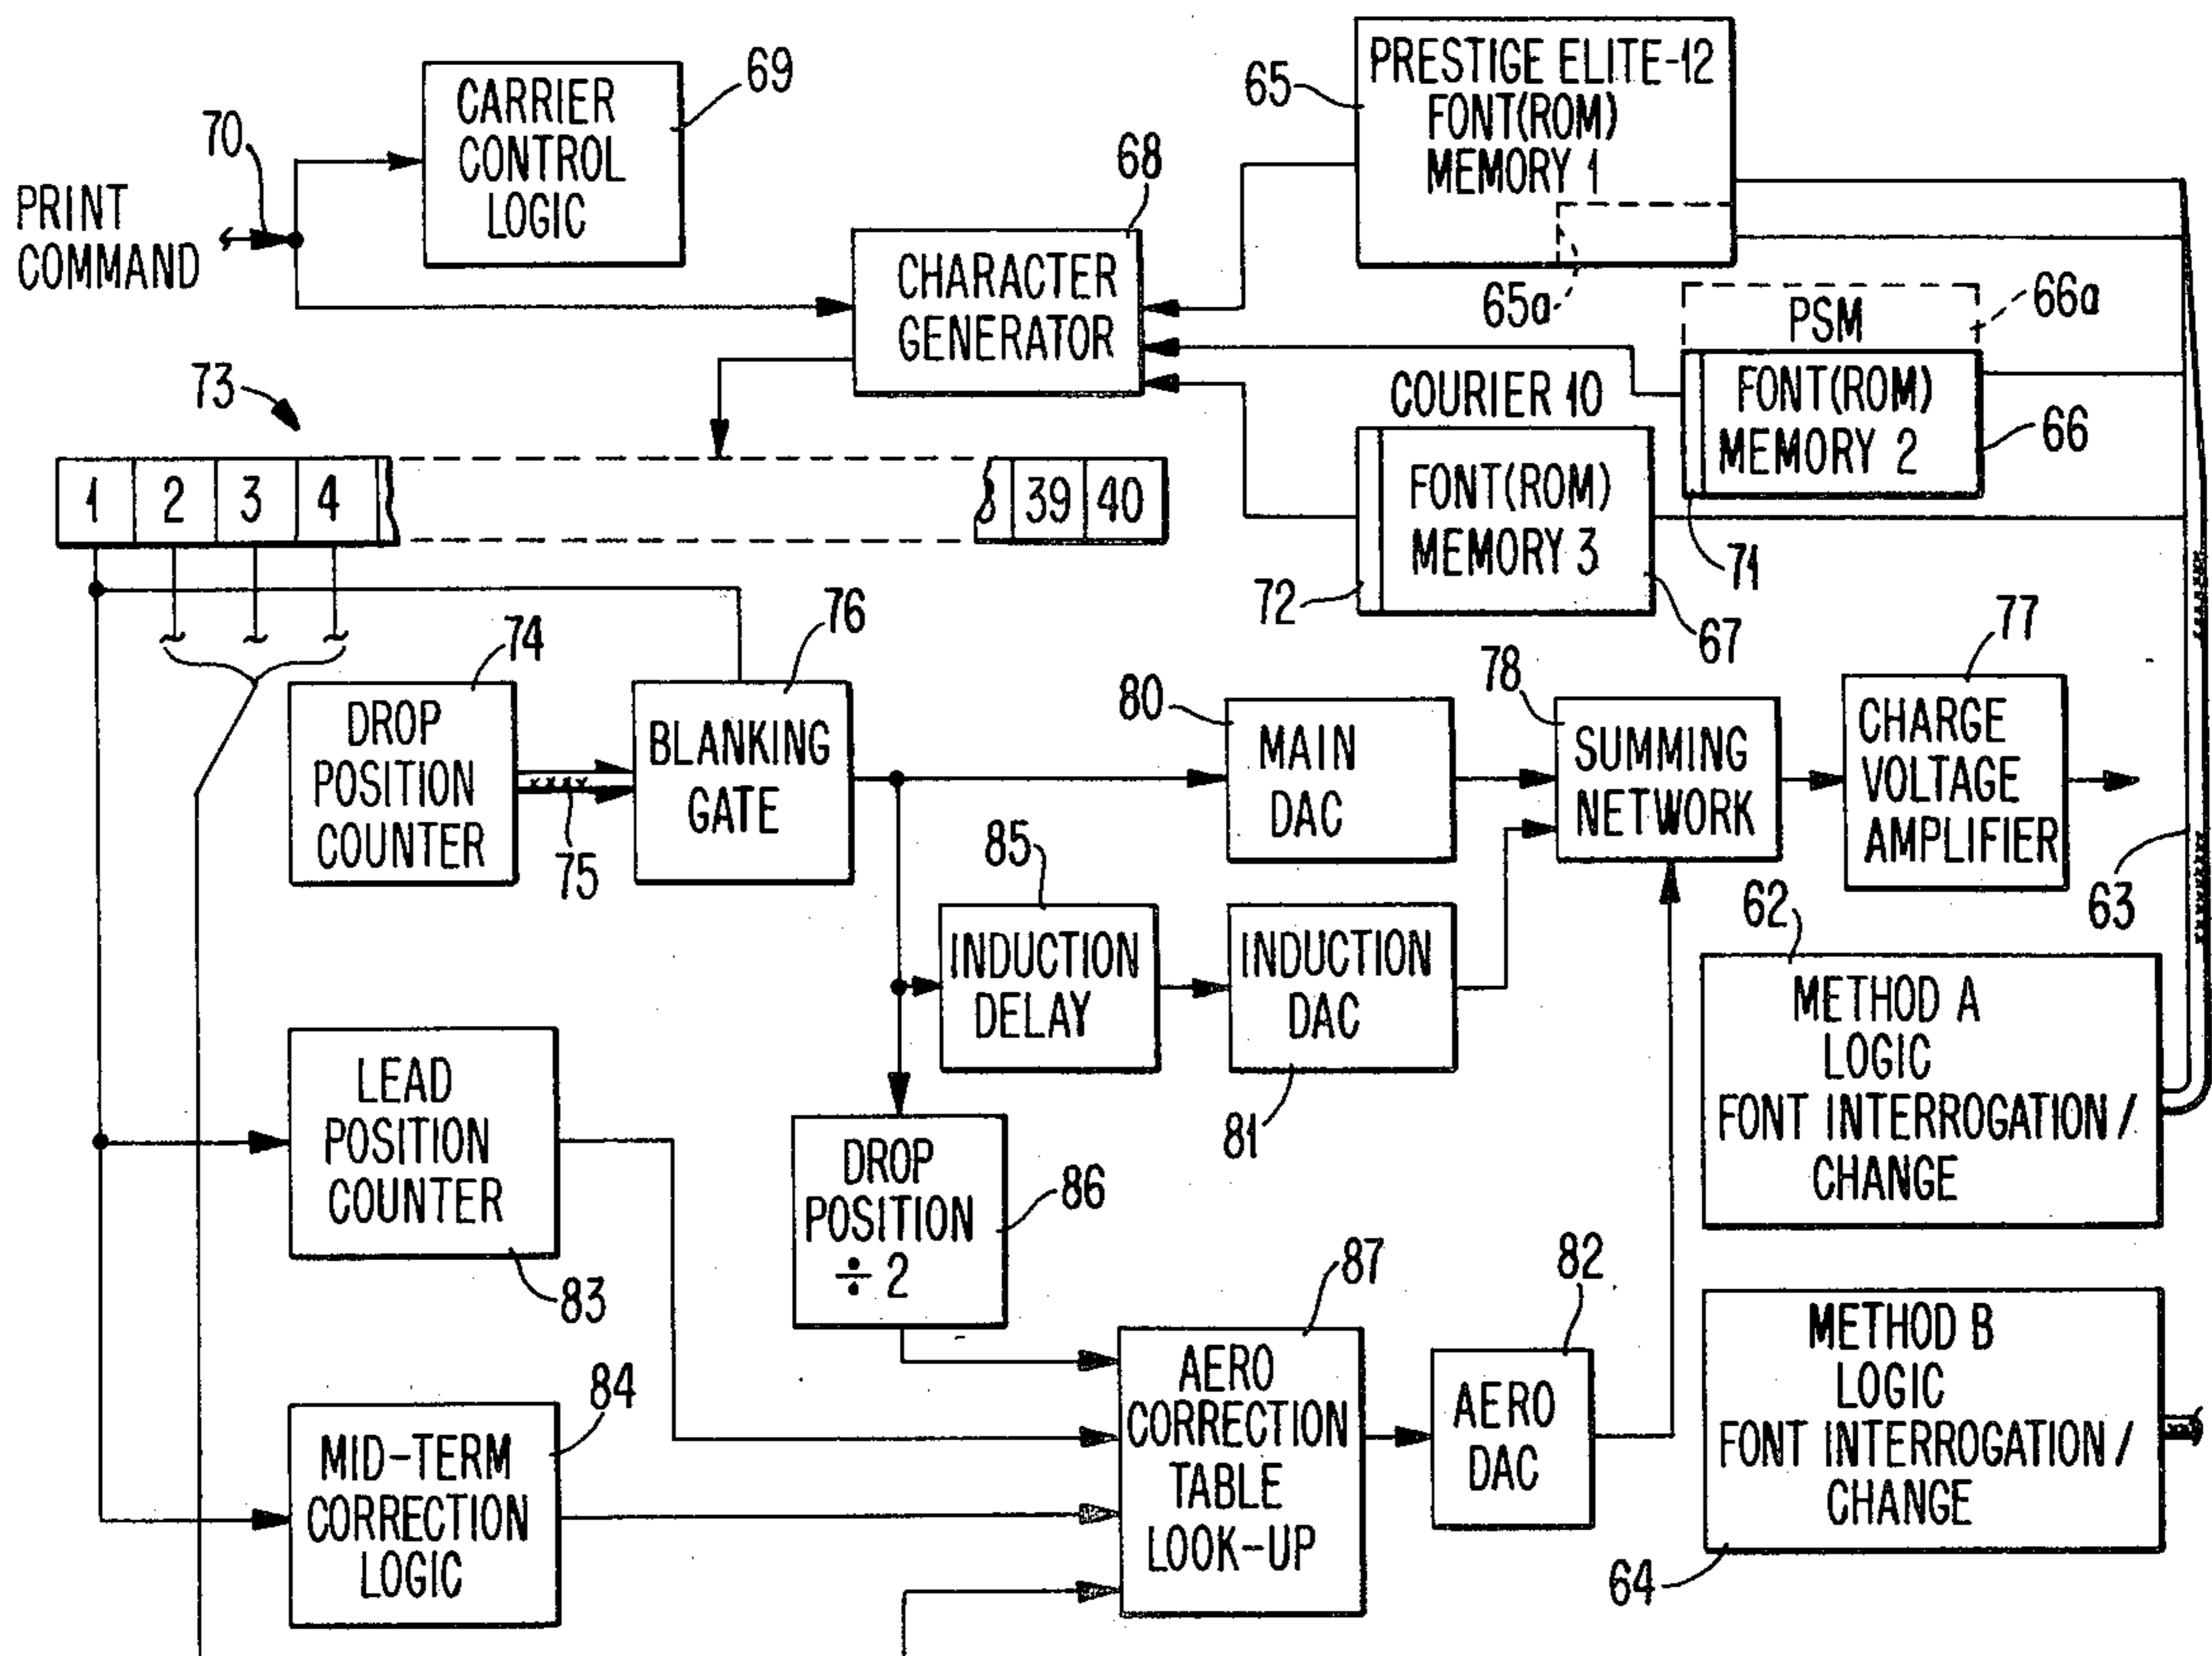 PRINT
COMMAND
70
CARRIER
CONTROL
LOGIC
69
CHARACTER
GENERATOR
68
65
PRESTIGE ELITE-12
FONT(ROM)
MEMORY 1
65a
PSM
66a
FONT(ROM)
MEMORY 2
66
71
COURIER 10
FONT(ROM)
MEMORY 3
72
67
73
1 2 3 4 39 40
74
DROP
POSITION
COUNTER
75
76
BLANKING
GATE
80
MAIN
DAC
78
SUMMING
NETWORK
77
CHARGE
VOLTAGE
AMPLIFIER
63
85
INDUCTION
DELAY
INDUCTION
DAC
81
62
METHOD A
LOGIC
FONT INTERROGATION /
CHANGE
LEAD
POSITION
COUNTER
83
DROP
POSITION
÷ 2
86
87
AERO
CORRECTION
TABLE
LOOK-UP
82
AERO
DAC
84
MID-TERM
CORRECTION
LOGIC
METHOD B
LOGIC
FONT INTERROGATION /
CHANGE
64